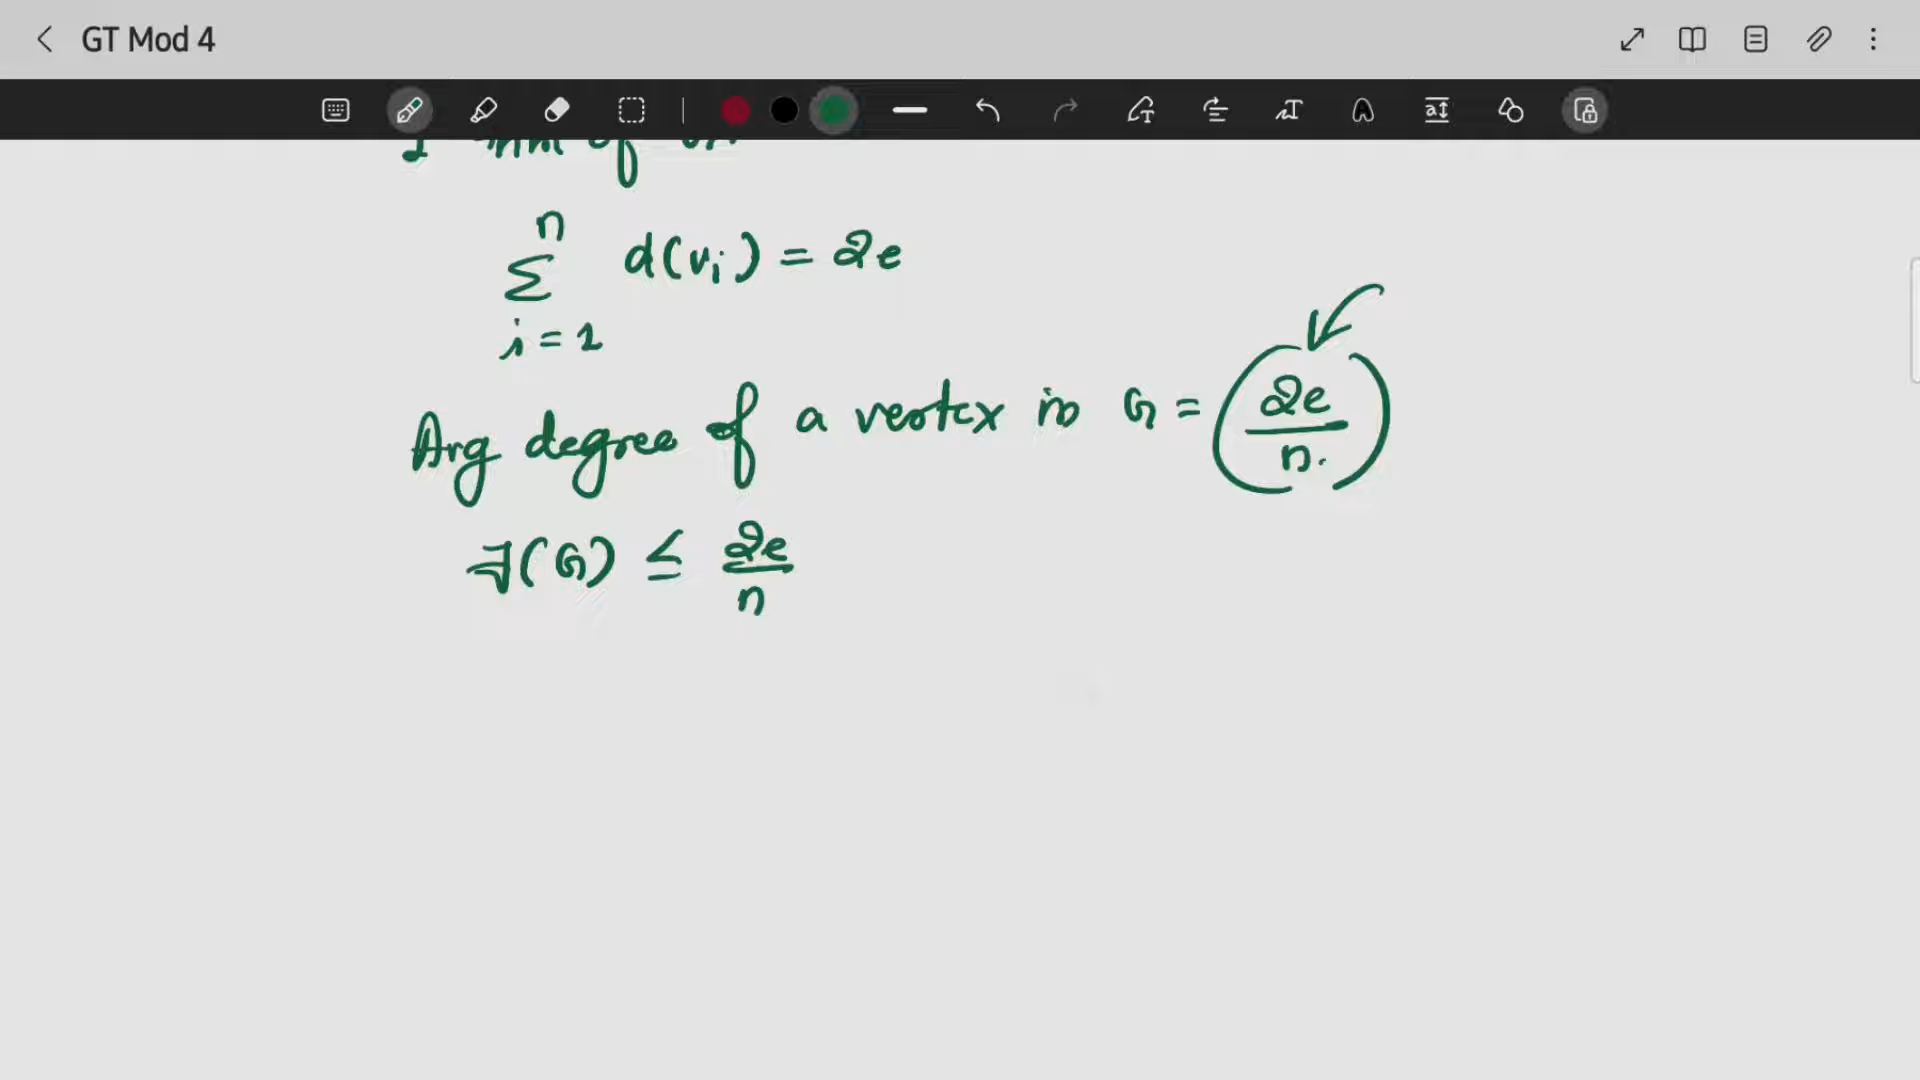 GT Mod 4
n
Σ d(vi) = 2e
i = 1
Avg degree of a vertex in G = (2e/n.)
(G) ≤ 2e/n